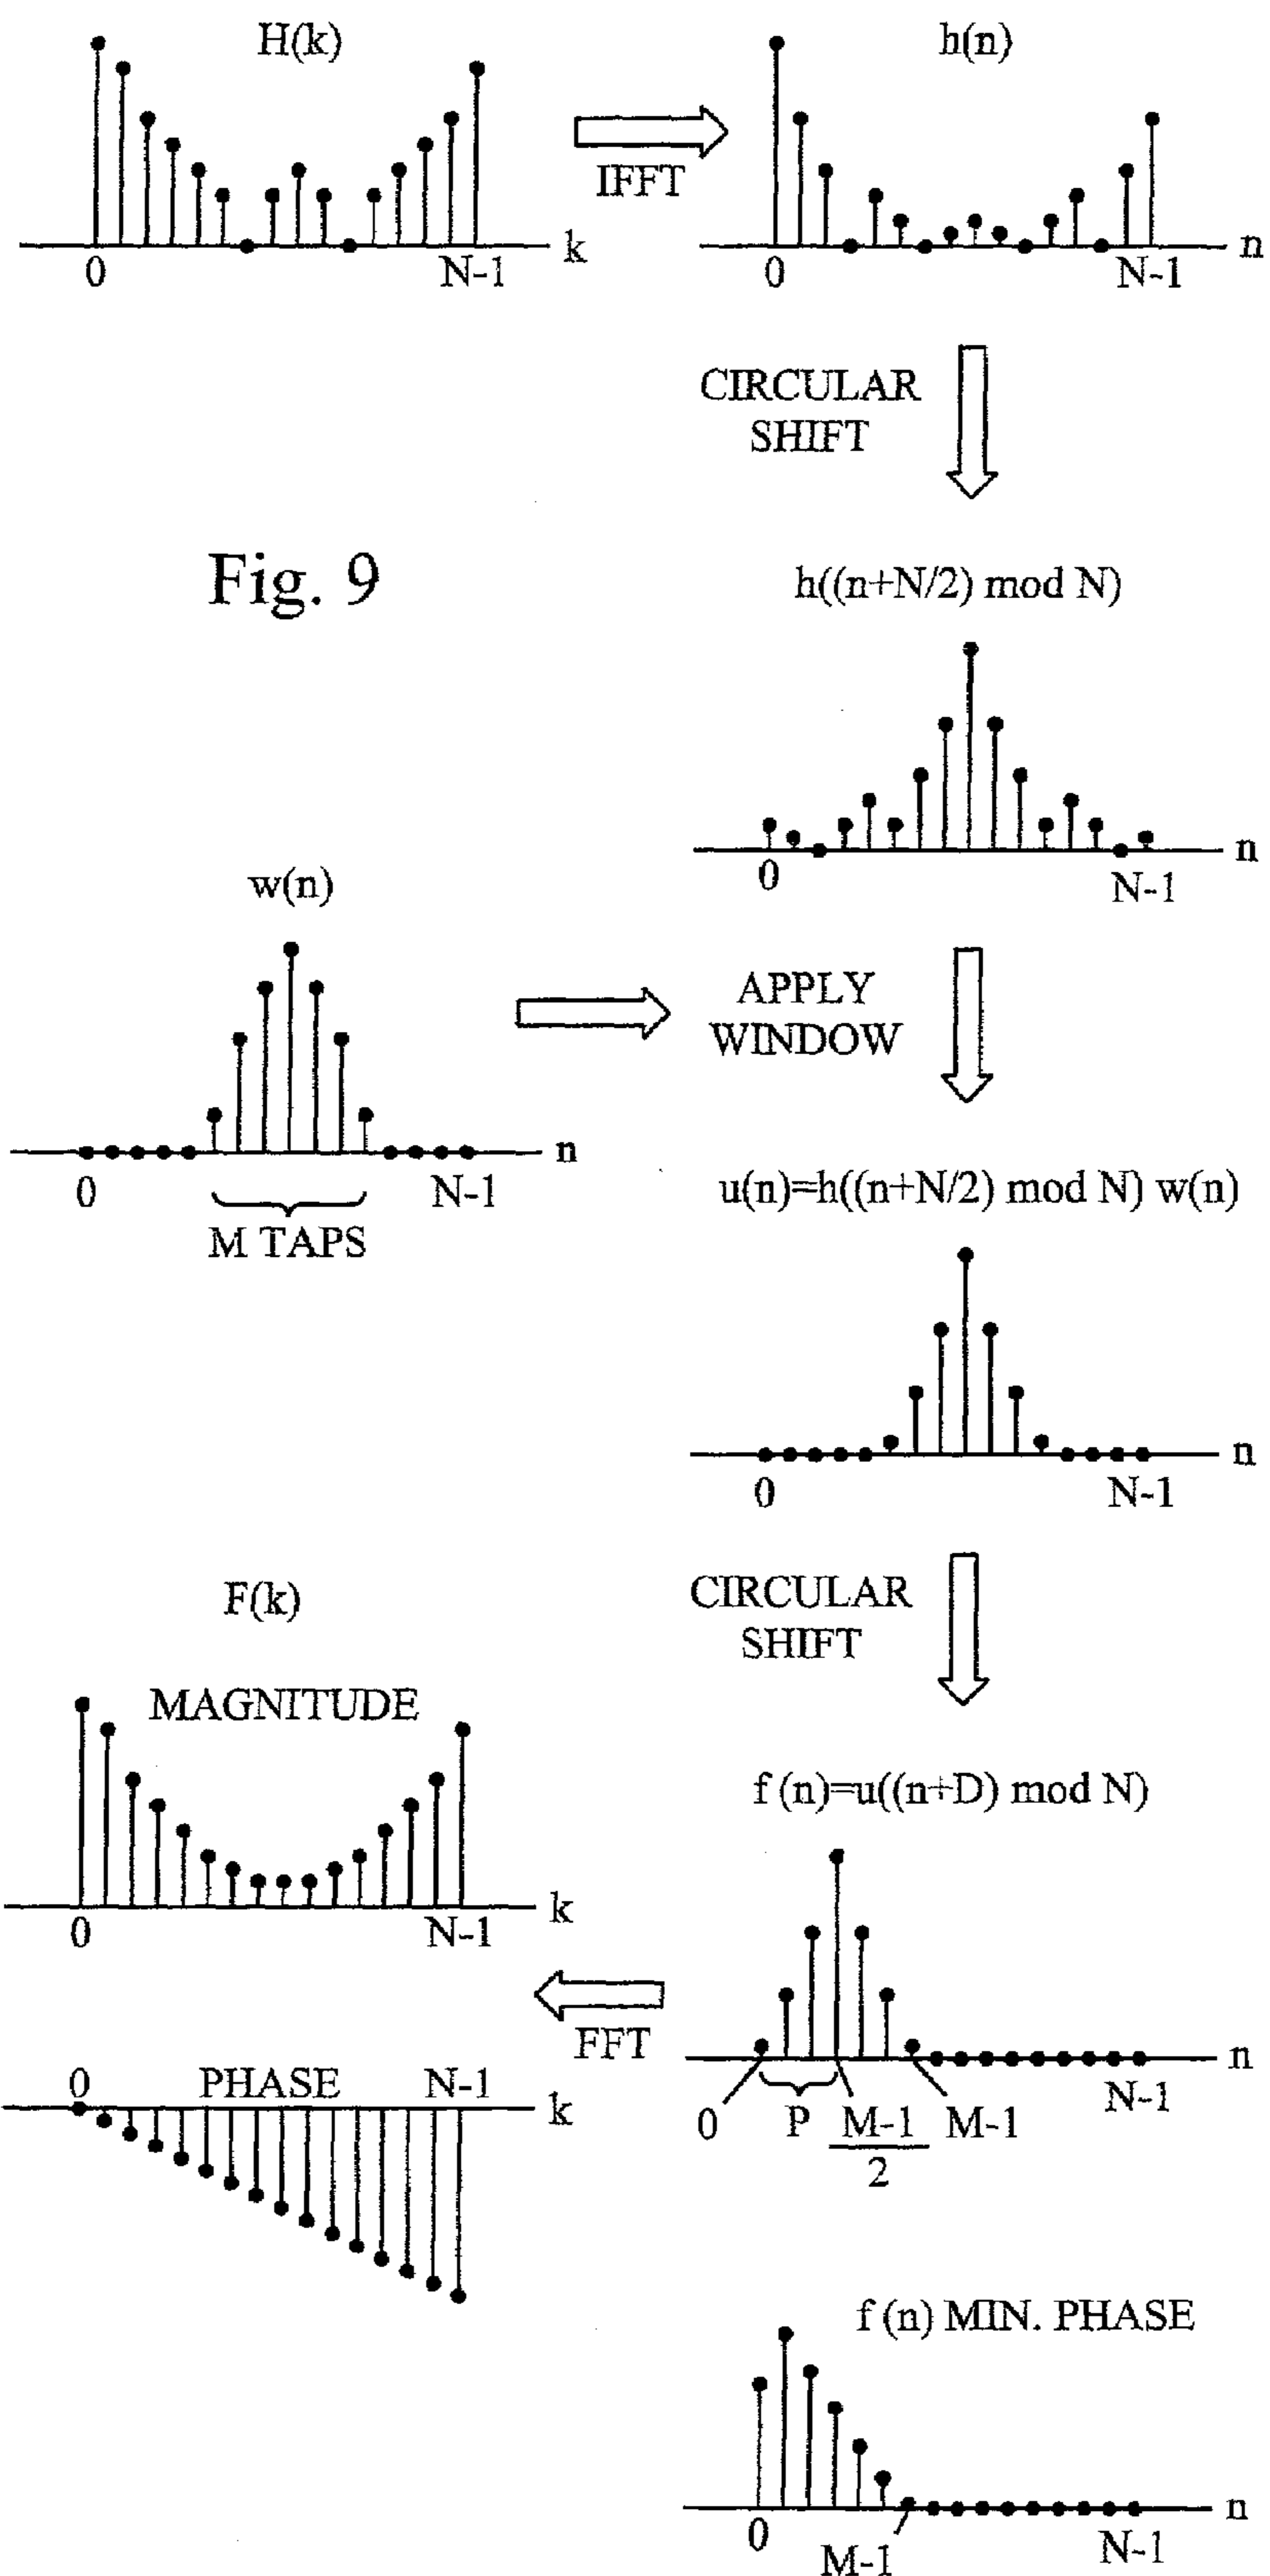 H(k)
h(n)
IFFT
k
n
0
N-1
0
N-1
CIRCULAR
SHIFT
Fig. 9
h((n+N/2) mod N)
n
0
N-1
w(n)
APPLY
WINDOW
n
0
N-1
M TAPS
u(n)=h((n+N/2) mod N) w(n)
n
0
N-1
CIRCULAR
SHIFT
F(k)
MAGNITUDE
f (n)=u((n+D) mod N)
k
0
N-1
FFT
n
0
PHASE
N-1
k
N-1
0
P
M-1
2
M-1
f (n) MIN. PHASE
n
0
M-1
N-1